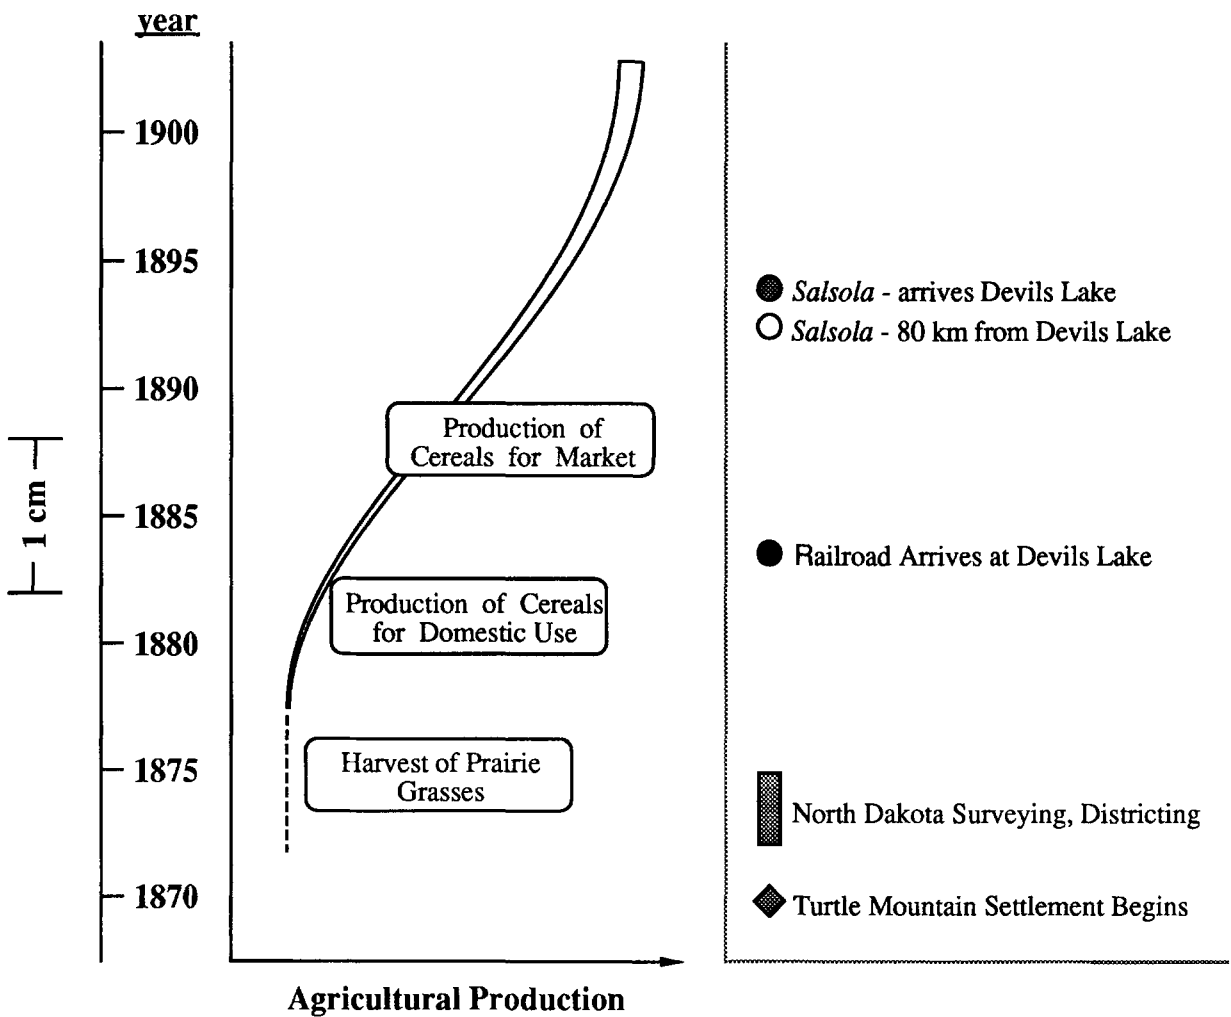 year
1900
1895
1890
1885
1880
1875
1870
1 cm
Production of
Cereals for Market
Production of Cereals
for Domestic Use
Harvest of Prairie
Grasses
Agricultural Production
Salsola - arrives Devils Lake
Salsola - 80 km from Devils Lake
Railroad Arrives at Devils Lake
North Dakota Surveying, Districting
Turtle Mountain Settlement Begins